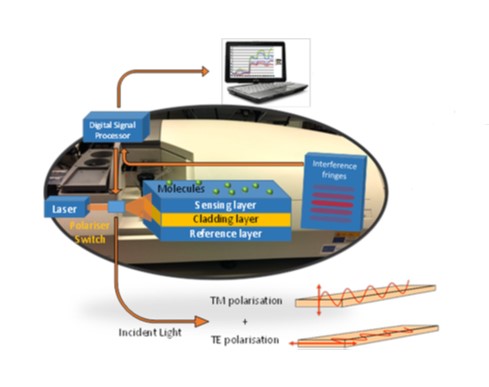 Digital Signal
Processor
Interference
fringes
Molecules
Laser
Sensing layer
Cladding layer
Reference layer
Polariser
Switch
TM polarisation
+
Incident Light
TE polarisation